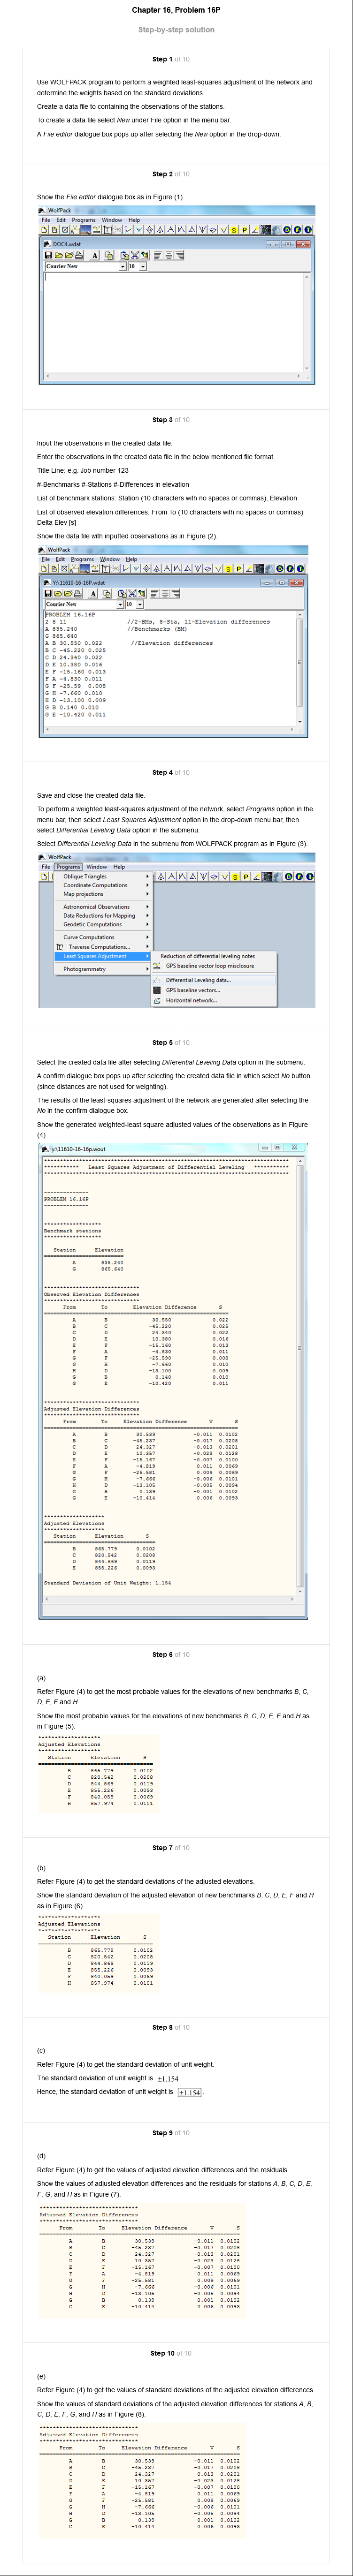 Chapter 16, Problem 16P
Step-by-step solution
Step 1 of 10
Use WOLFPACK program to perform a weighted least-squares adjustment of the network and
determine the weights based on the standard deviations.
Create a data file to containing the observations of the stations.
To create a data file select New under File option in the menu bar.
A File editor dialogue box pops up after selecting the New option in the drop-down.
Step 2 of 10
Show the File editor dialogue box as in Figure (1).
WolfPack
File Edit Programs Window Help
DOC4.wdat
Courier New 10
Step 3 of 10
Input the observations in the created data file.
Enter the observations in the created data file in the below mentioned file format.
Title Line: e.g. Job number 123
#-Benchmarks #-Stations #-Differences in elevation
List of benchmark stations: Station (10 characters with no spaces or commas), Elevation
List of observed elevation differences: From To (10 characters with no spaces or commas)
Delta Elev [s]
Show the data file with inputted observations as in Figure (2).
WolfPack
File Edit Programs Window Help
Y:\11610-16-16P.wdat
Courier New 10
PROBLEM 16.16P
2 8 11 //2-BMs, 8-Sta, 11-Elevation differences
A 835.240 //Benchmarks (BM)
G 865.640
A B 30.550 0.022 //Elevation differences
B C -45.220 0.025
C D 24.340 0.022
D E 10.380 0.016
E F -15.160 0.013
F A -4.830 0.011
G F -25.59 0.008
G H -7.660 0.010
H D -13.100 0.009
G B 0.140 0.010
G E -10.420 0.011
Step 4 of 10
Save and close the created data file.
To perform a weighted least-squares adjustment of the network, select Programs option in the
menu bar, then select Least Squares Adjustment option in the drop-down menu bar, then
select Differential Leveling Data option in the submenu.
Select Differential Leveling Data in the submenu from WOLFPACK program as in Figure (3).
WolfPack
File Edit Programs Window Help
Oblique Triangles
Coordinate Computations
Map projections
Astronomical Observations
Data Reductions for Mapping
Geodetic Computations
Curve Computations
Traverse Computations...
Least Squares Adjustment
Photogrammetry
Reduction of differential leveling notes
GPS baseline vector loop misclosure
Differential Leveling data...
GPS baseline vectors...
Horizontal network...
Step 5 of 10
Select the created data file after selecting Differential Leveling Data option in the submenu.
A confirm dialogue box pops up after selecting the created data file in which select No button
(since distances are not used for weighting).
The results of the least-squares adjustment of the network are generated after selecting the
No in the confirm dialogue box.
Show the generated weighted-least square adjusted values of the observations as in Figure
(4).
y:\11610-16-16p.wout
*********** Least Squares Adjustment of Differential Leveling ***********
PROBLEM 16.16P
Benchmark stations
Station Elevation
A 835.240
G 865.640
Observed Elevation Differences
From To Elevation Difference S
A B 30.550 0.022
B C -45.220 0.025
C D 24.340 0.022
D E 10.380 0.016
E F -15.160 0.013
F A -4.830 0.011
G F -25.590 0.008
G H -7.660 0.010
H D -13.100 0.009
G B 0.140 0.010
G E -10.420 0.011
Adjusted Elevation Differences
From To Elevation Difference V S
A B 30.539 -0.011 0.0102
B C -45.237 -0.017 0.0208
C D 24.327 -0.013 0.0201
D E 10.357 -0.023 0.0128
E F -15.167 -0.007 0.0100
F A -4.819 0.011 0.0069
G F -25.581 0.009 0.0069
G H -7.666 -0.006 0.0101
H D -13.105 -0.005 0.0094
G B 0.139 -0.001 0.0102
G E -10.414 0.006 0.0093
Adjusted Elevations
Station Elevation S
B 865.779 0.0102
C 820.542 0.0208
D 844.869 0.0119
E 855.226 0.0093
Standard Deviation of Unit Weight: 1.154
Step 6 of 10
(a)
Refer Figure (4) to get the most probable values for the elevations of new benchmarks B, C,
D, E, F and H.
Show the most probable values for the elevations of new benchmarks B, C, D, E, F and H as
in Figure (5).
Adjusted Elevations
Station Elevation S
B 865.779 0.0102
C 820.542 0.0208
D 844.869 0.0119
E 855.226 0.0093
F 840.059 0.0069
H 857.974 0.0101
Step 7 of 10
(b)
Refer Figure (4) to get the standard deviations of the adjusted elevations.
Show the standard deviation of the adjusted elevation of new benchmarks B, C, D, E, F and H
as in Figure (6).
Adjusted Elevations
Station Elevation S
B 865.779 0.0102
C 820.542 0.0208
D 844.869 0.0119
E 855.226 0.0093
F 840.059 0.0069
H 857.974 0.0101
Step 8 of 10
(c)
Refer Figure (4) to get the standard deviation of unit weight.
The standard deviation of unit weight is ±1.154.
Hence, the standard deviation of unit weight is ±1.154.
Step 9 of 10
(d)
Refer Figure (4) to get the values of adjusted elevation differences and the residuals.
Show the values of adjusted elevation differences and the residuals for stations A, B, C, D, E,
F, G, and H as in Figure (7).
Adjusted Elevation Differences
From To Elevation Difference V S
A B 30.539 -0.011 0.0102
B C -45.237 -0.017 0.0208
C D 24.327 -0.013 0.0201
D E 10.357 -0.023 0.0128
E F -15.167 -0.007 0.0100
F A -4.819 0.011 0.0069
G F -25.581 0.009 0.0069
G H -7.666 -0.006 0.0101
H D -13.105 -0.005 0.0094
G B 0.139 -0.001 0.0102
G E -10.414 0.006 0.0093
Step 10 of 10
(e)
Refer Figure (4) to get the values of standard deviations of the adjusted elevation differences.
Show the values of standard deviations of the adjusted elevation differences for stations A, B,
C, D, E, F, G, and H as in Figure (8).
Adjusted Elevation Differences
From To Elevation Difference V S
A B 30.539 -0.011 0.0102
B C -45.237 -0.017 0.0208
C D 24.327 -0.013 0.0201
D E 10.357 -0.023 0.0128
E F -15.167 -0.007 0.0100
F A -4.819 0.011 0.0069
G F -25.581 0.009 0.0069
G H -7.666 -0.006 0.0101
H D -13.105 -0.005 0.0094
G B 0.139 -0.001 0.0102
G E -10.414 0.006 0.0093